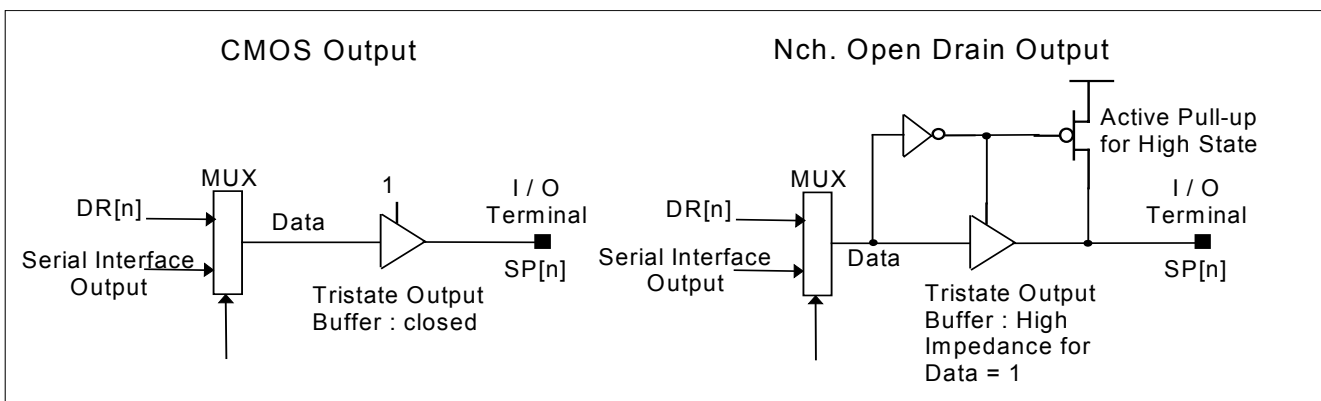 CMOS Output
MUX
DR[n]
Serial Interface
Output
Data
1
I / O
Terminal
SP[n]
Tristate Output
Buffer : closed
Nch. Open Drain Output
Active Pull-up
for High State
MUX
DR[n]
Serial Interface
Output
Data
I / O
Terminal
SP[n]
Tristate Output
Buffer : High
Impedance for
Data = 1